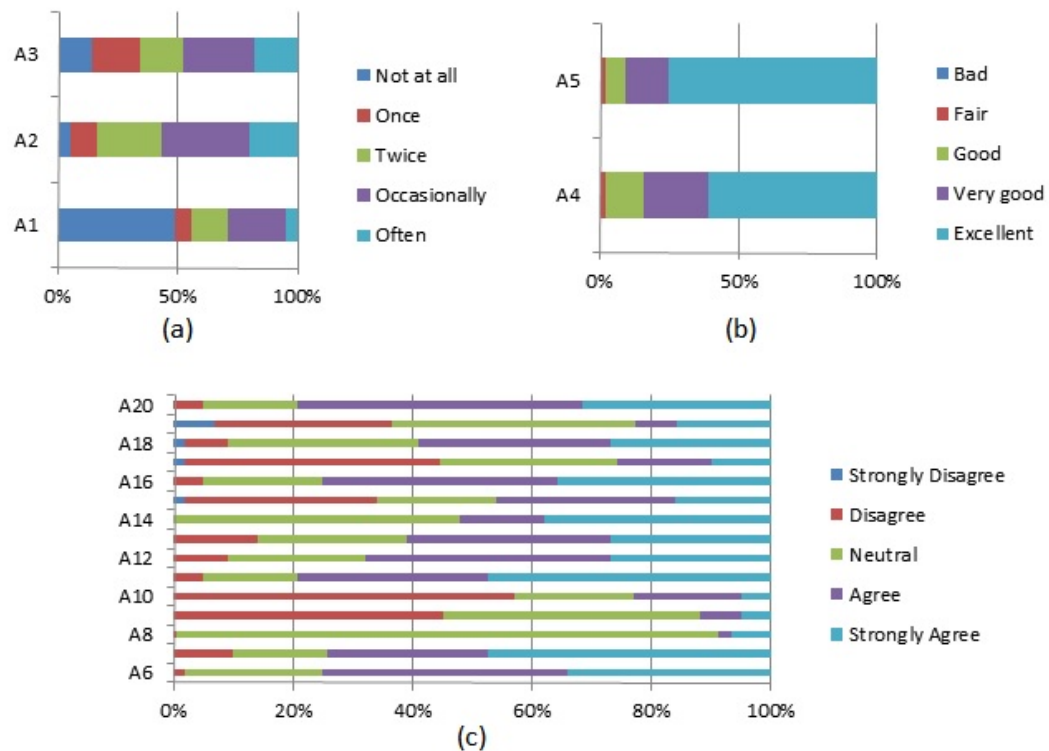 A3
A2
A1
0% 50% 100%
Not at all
Once
Twice
Occasionally
Often
(a)
A5
A4
0% 50% 100%
Bad
Fair
Good
Very good
Excellent
(b)
A20
A18
A16
A14
A12
A10
A8
A6
0% 20% 40% 60% 80% 100%
Strongly Disagree
Disagree
Neutral
Agree
Strongly Agree
(c)